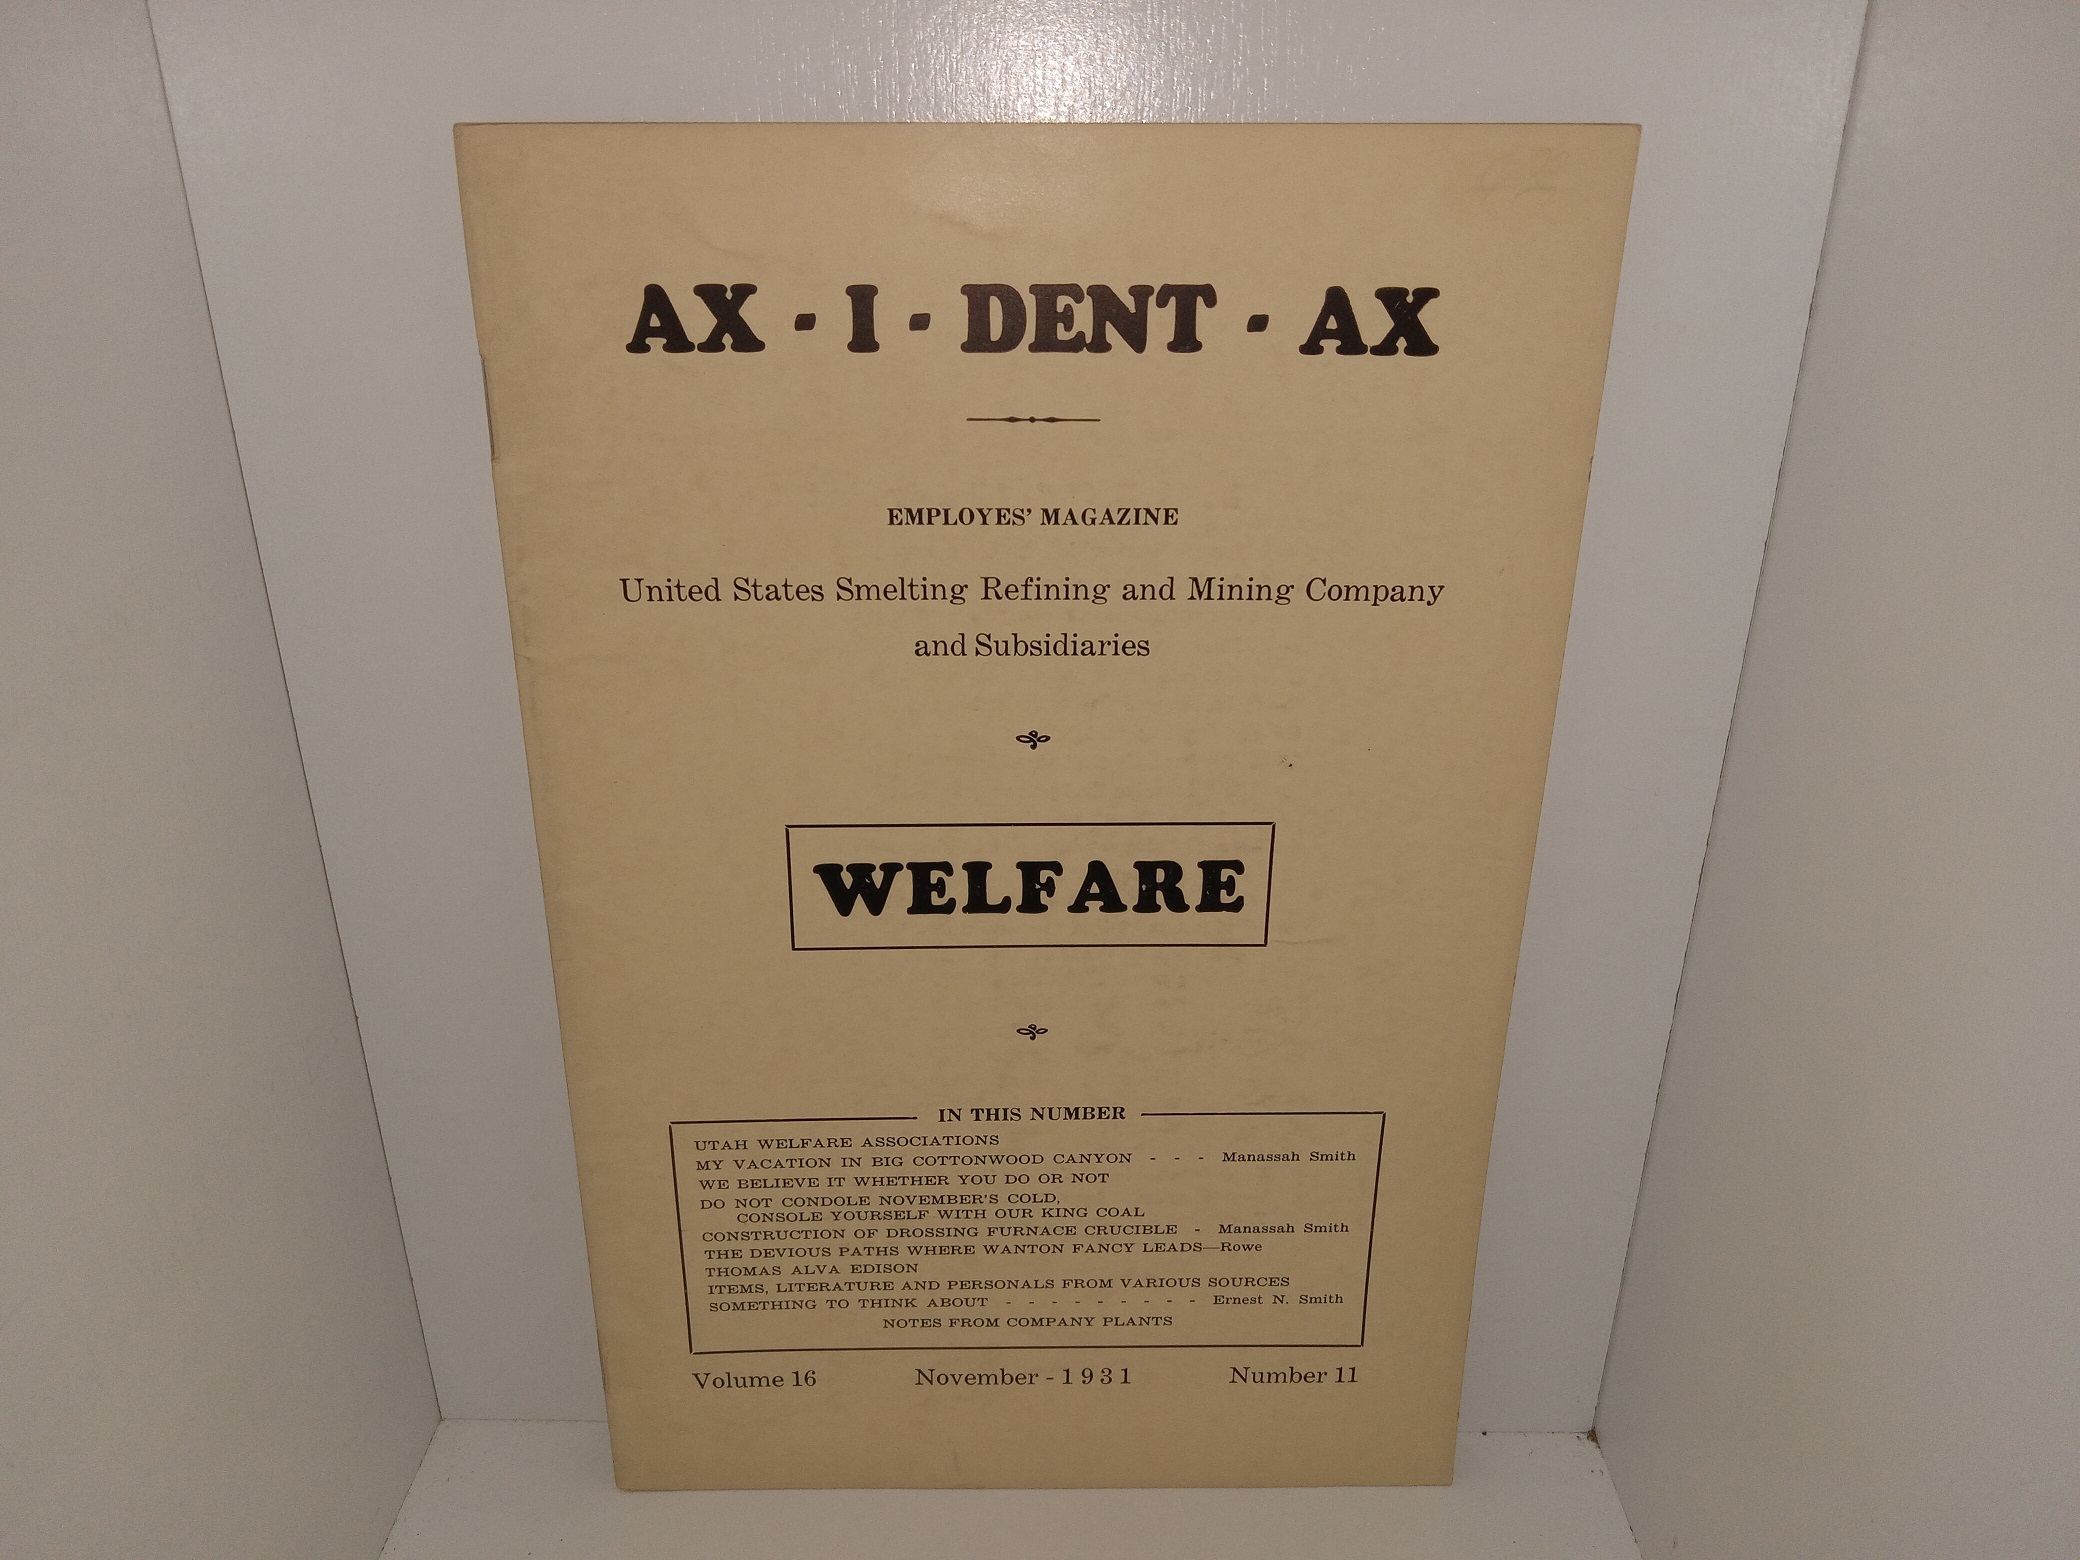 AX - I - DENT - AX
EMPLOYES' MAGAZINE
United States Smelting Refining and Mining Company
and Subsidiaries
WELFARE
IN THIS NUMBER
UTAH WELFARE ASSOCIATIONS
MY VACATION IN BIG COTTONWOOD CANYON - - - Manassah Smith
WE BELIEVE IT WHETHER YOU DO OR NOT
DO NOT CONDOLE NOVEMBER'S COLD,
CONSOLE YOURSELF WITH OUR KING COAL
CONSTRUCTION OF DROSSING FURNACE CRUCIBLE - Manassah Smith
THE DEVIOUS PATHS WHERE WANTON FANCY LEADS—Rowe
THOMAS ALVA EDISON
ITEMS, LITERATURE AND PERSONALS FROM VARIOUS SOURCES
SOMETHING TO THINK ABOUT - - - - - - - - - Ernest N. Smith
NOTES FROM COMPANY PLANTS
Volume 16 November - 1931 Number 11